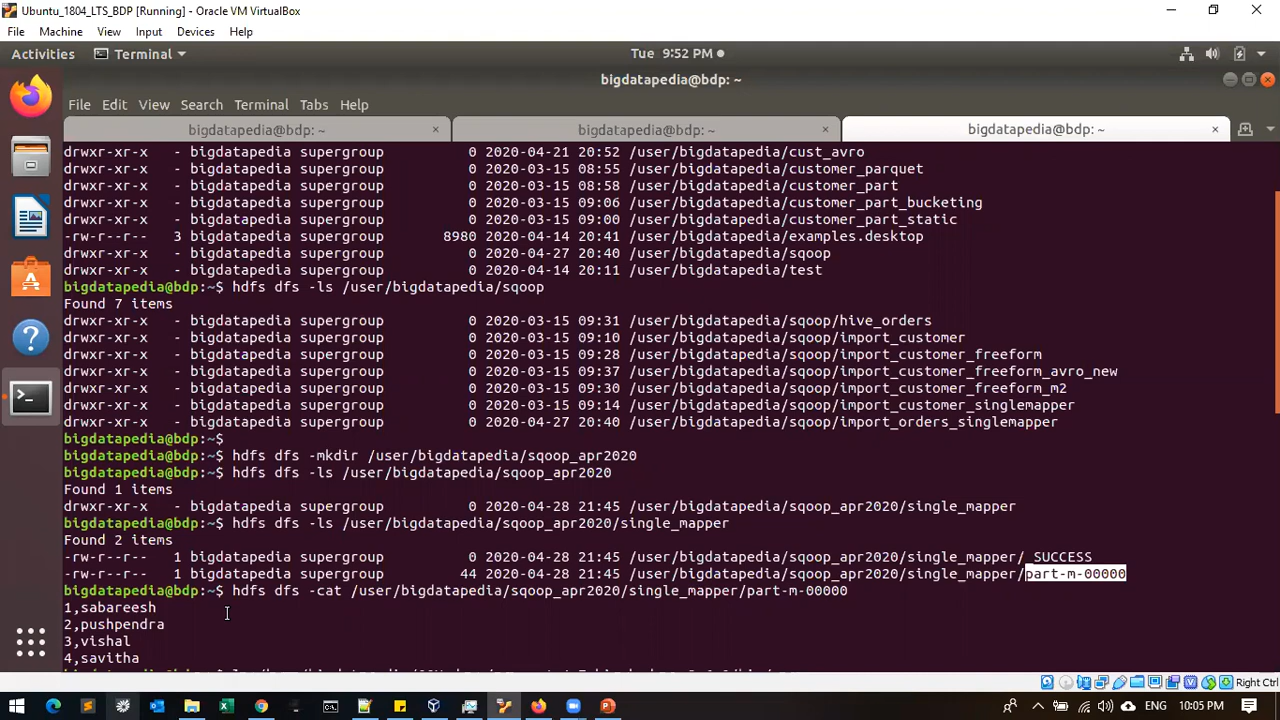 Ubuntu_1804_LTS_BDP [Running] - Oracle VM VirtualBox
File Machine View Input Devices Help
Activities Terminal Tue 9:52 PM
bigdatapedia@bdp: ~
File Edit View Search Terminal Tabs Help
bigdatapedia@bdp: ~ × bigdatapedia@bdp: ~ × bigdatapedia@bdp: ~ ×
drwxr-xr-x - bigdatapedia supergroup 0 2020-04-21 20:52 /user/bigdatapedia/cust_avro
drwxr-xr-x - bigdatapedia supergroup 0 2020-03-15 08:55 /user/bigdatapedia/customer_parquet
drwxr-xr-x - bigdatapedia supergroup 0 2020-03-15 08:58 /user/bigdatapedia/customer_part
drwxr-xr-x - bigdatapedia supergroup 0 2020-03-15 09:06 /user/bigdatapedia/customer_part_bucketing
drwxr-xr-x - bigdatapedia supergroup 0 2020-03-15 09:00 /user/bigdatapedia/customer_part_static
-rw-r--r-- 3 bigdatapedia supergroup 8980 2020-04-14 20:41 /user/bigdatapedia/examples.desktop
drwxr-xr-x - bigdatapedia supergroup 0 2020-04-27 20:40 /user/bigdatapedia/sqoop
drwxr-xr-x - bigdatapedia supergroup 0 2020-04-14 20:11 /user/bigdatapedia/test
bigdatapedia@bdp:~$ hdfs dfs -ls /user/bigdatapedia/sqoop
Found 7 items
drwxr-xr-x - bigdatapedia supergroup 0 2020-03-15 09:31 /user/bigdatapedia/sqoop/hive_orders
drwxr-xr-x - bigdatapedia supergroup 0 2020-03-15 09:10 /user/bigdatapedia/sqoop/import_customer
drwxr-xr-x - bigdatapedia supergroup 0 2020-03-15 09:28 /user/bigdatapedia/sqoop/import_customer_freeform
drwxr-xr-x - bigdatapedia supergroup 0 2020-03-15 09:37 /user/bigdatapedia/sqoop/import_customer_freeform_avro_new
drwxr-xr-x - bigdatapedia supergroup 0 2020-03-15 09:30 /user/bigdatapedia/sqoop/import_customer_freeform_m2
drwxr-xr-x - bigdatapedia supergroup 0 2020-03-15 09:14 /user/bigdatapedia/sqoop/import_customer_singlemapper
drwxr-xr-x - bigdatapedia supergroup 0 2020-04-27 20:40 /user/bigdatapedia/sqoop/import_orders_singlemapper
bigdatapedia@bdp:~$
bigdatapedia@bdp:~$ hdfs dfs -mkdir /user/bigdatapedia/sqoop_apr2020
bigdatapedia@bdp:~$ hdfs dfs -ls /user/bigdatapedia/sqoop_apr2020
Found 1 items
drwxr-xr-x - bigdatapedia supergroup 0 2020-04-28 21:45 /user/bigdatapedia/sqoop_apr2020/single_mapper
bigdatapedia@bdp:~$ hdfs dfs -ls /user/bigdatapedia/sqoop_apr2020/single_mapper
Found 2 items
-rw-r--r-- 1 bigdatapedia supergroup 0 2020-04-28 21:45 /user/bigdatapedia/sqoop_apr2020/single_mapper/_SUCCESS
-rw-r--r-- 1 bigdatapedia supergroup 44 2020-04-28 21:45 /user/bigdatapedia/sqoop_apr2020/single_mapper/part-m-00000
bigdatapedia@bdp:~$ hdfs dfs -cat /user/bigdatapedia/sqoop_apr2020/single_mapper/part-m-00000
1,sabareesh
2,pushpendra
3,vishal
4,savitha
Right Ctrl
ENG 10:05 PM